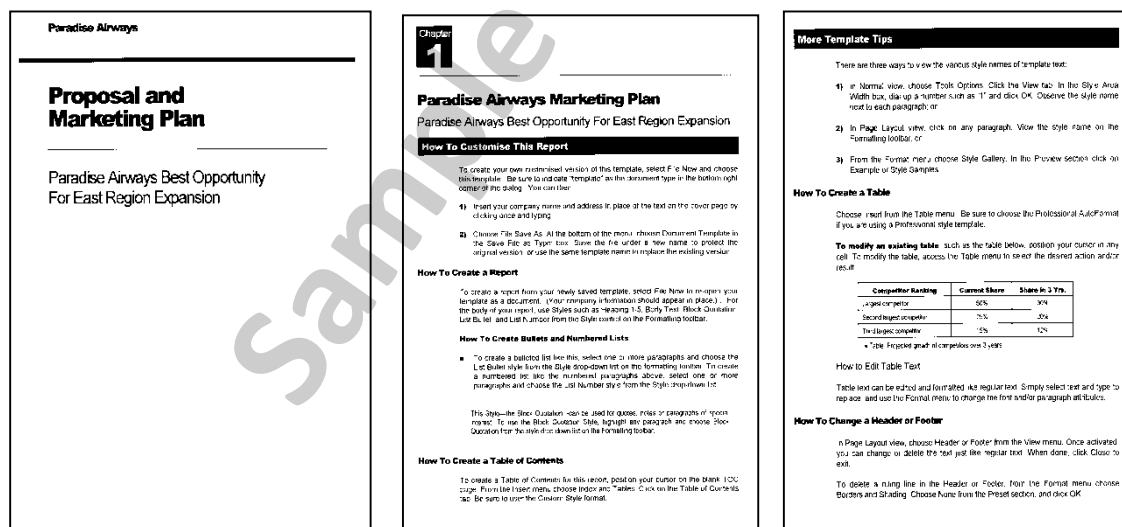 Paradise Airways
Proposal and
Marketing Plan
Paradise Airways Best Opportunity
For East Region Expansion
Sample
Chapter
1
Paradise Airways Marketing Plan
Paradise Airways Best Opportunity For East Region Expansion
How To Customise This Report
To create your own customised version of this template, select File New and choose
this template. Be sure to indicate "template" as the document type in the bottom right
corner of the dialog. You can then
1) Insert your company name and address in place of the text on the cover page by
clicking once and typing
2) Choose File Save As. At the bottom of the menu, choose Document Template in
the Save File as Type: box. Save the file under a new name to protect the
original version, or use the same template name to replace the existing version
How To Create a Report
To create a report from your newly saved template, select File New to re-open your
template as a document. (Your company information should appear in place.) . For
the body of your report, use Styles such as Heading 1-5, Body Text, Block Quotation
List Bullet, and List Number from the Style control on the Formatting toolbar.
How To Create Bullets and Numbered Lists
■ To create a bulleted list like this, select one or more paragraphs and choose the
List Bullet style from the Style drop-down list on the formatting toolbar. To create
a numbered list like the numbered paragraphs above, select one or more
paragraphs and choose the List Number style from the Style drop-down list
This Style—the Block Quotation -can be used for quotes, notes or paragraphs of special
interest. To use the Block Quotation Style, highlight any paragraph and choose Block
Quotation from the style drop down list on the Formatting toolbar.
How To Create a Table of Contents
To create a Table of Contents for this report, position your cursor on the blank TOC
page. From the Insert menu, choose Index and Tables. Click on the Table of Contents
tab. Be sure to use the Custom Style format.
More Template Tips
There are three ways to view the various style names of template text:
1) in Normal view, choose Tools Options. Click the View tab. In the Style Area
Width box, dial up a number such as "1" and click OK. Observe the style name
next to each paragraph; or
2) In Page Layout view, click on any paragraph. View the style name on the
Formatting toolbar, or
3) From the Format menu choose Style Gallery. In the Preview section click on
Example or Style Samples
How To Create a Table
Choose Insert from the Table menu. Be sure to choose the Professional AutoFormat
if you are using a Professional style template.
To modify an existing table, such as the table below, position your cursor in any
cell. To modify the table, access the Table menu to select the desired action and/or
result
Competitor Ranking Current Share Share in 3 Yrs.
Largest competitor
Second largest competitor
Third largest competitor 15%
Table: Projected growth of competitors over 3 years
How to Edit Table Text
Table text can be edited and formatted like regular text. Simply select text and type to
replace, and use the Format menu to change the font and/or paragraph attributes.
How To Change a Header or Footer
In Page Layout view, choose Header or Footer from the View menu. Once activated
you can change or delete the text just like regular text. When done, click Close to
exit.
To delete a ruling line in the Header or Footer, from the Format menu choose
Borders and Shading. Choose None from the Preset section, and click OK